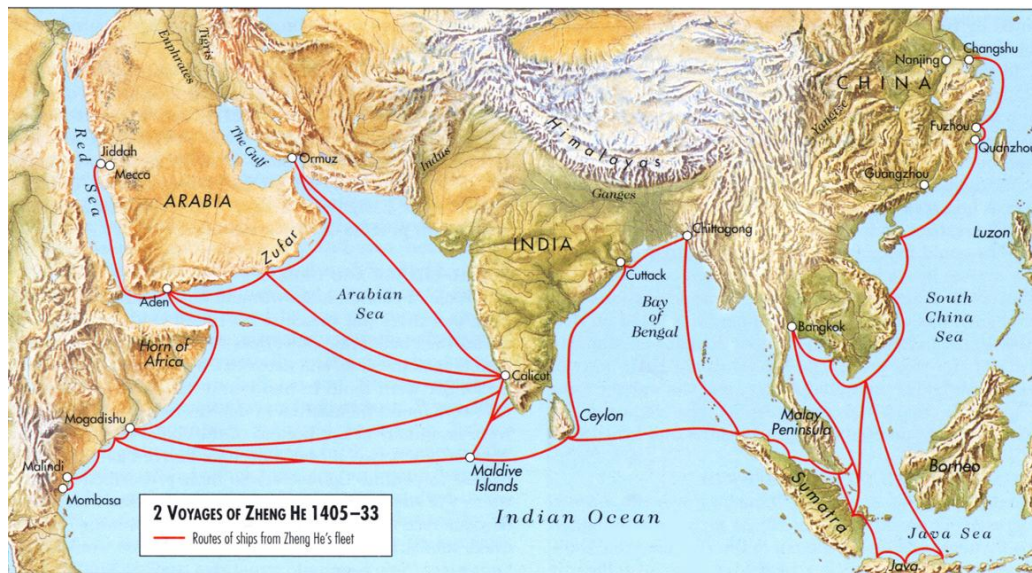 Changshu
Nanjing
CHINA
Tigris
Euphrates
Yangtze
Fuzhou
Himalayas
Quanzhou
The Gulf
Ormuz
Red Sea
Jiddah
Mecca
Indus
Guangzhou
Ganges
ARABIA
Luzon
Chittagong
INDIA
Zufar
Cuttack
Aden
Arabian
Sea
Bay
of
Bengal
South
China
Sea
Bangkok
Horn of
Africa
Calicut
Mogadishu
Ceylon
Malay
Peninsula
Malindi
Maldive
Islands
Borneo
Mombasa
Sumatra
2 VOYAGES OF ZHENG HE 1405–33
Routes of ships from Zheng He's fleet
Indian Ocean
Java Sea
Java